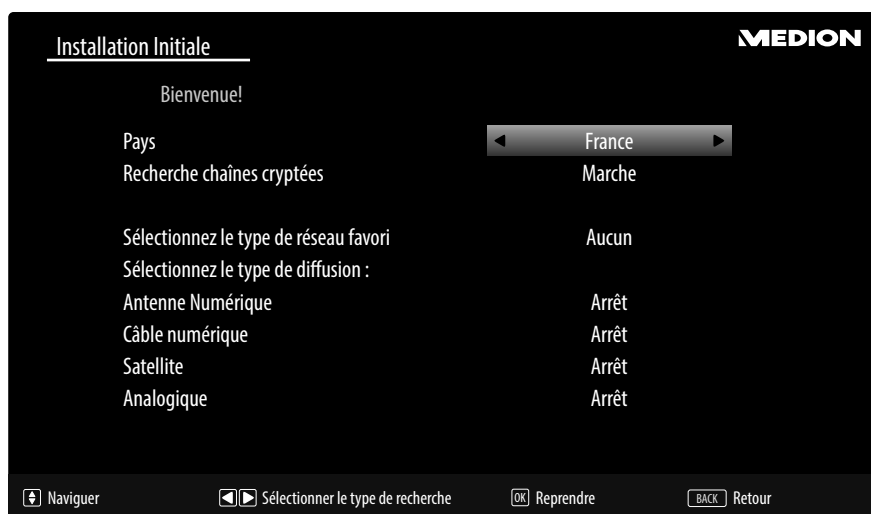 Installation Initiale
MEDION
Bienvenue!
Pays France
Recherche chaînes cryptées Marche
Sélectionnez le type de réseau favori Aucun
Sélectionnez le type de diffusion :
Antenne Numérique Arrêt
Câble numérique Arrêt
Satellite Arrêt
Analogique Arrêt
Naviguer Sélectionner le type de recherche OK Reprendre BACK Retour